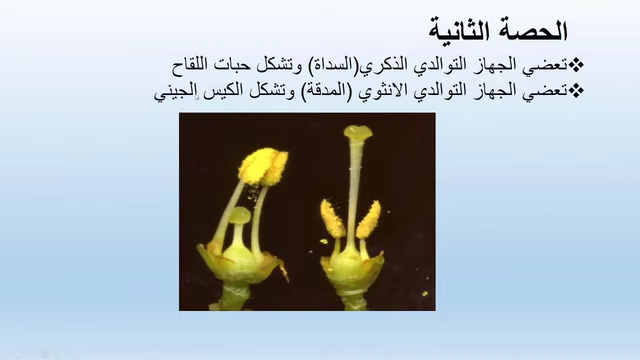 الحصة الثانية
❖تعضي الجهاز التوالدي الذكري(السداة) وتشكل حبات اللقاح
❖تعضي الجهاز التوالدي الانثوي (المدقة) وتشكل الكيس الجيني